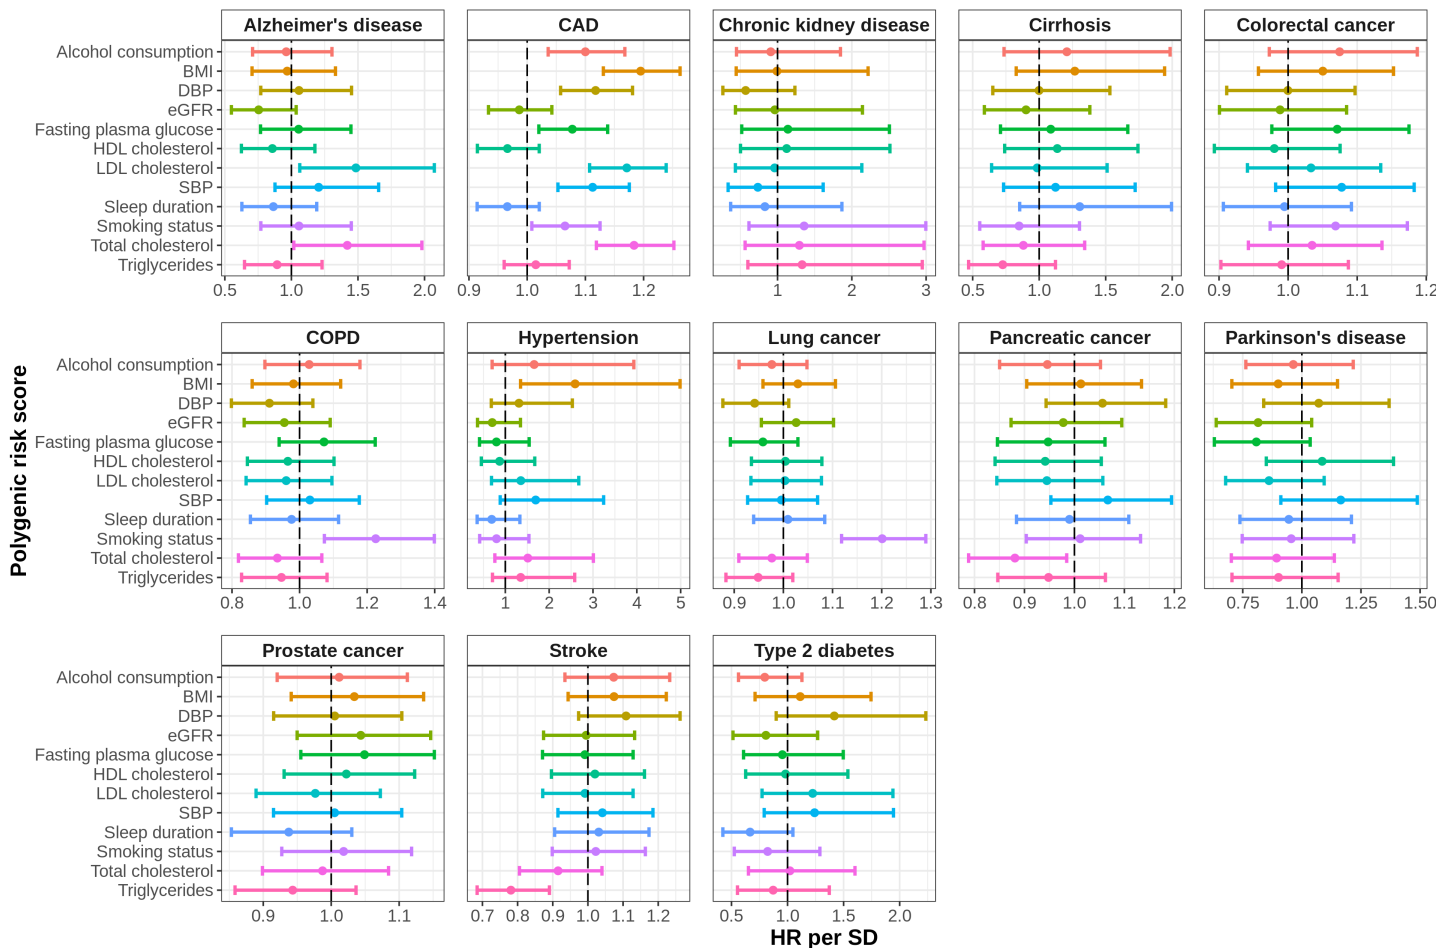 Alzheimer's disease
CAD
Chronic kidney disease
Cirrhosis
Colorectal cancer
Alcohol consumption
BMI
DBP
eGFR
Fasting plasma glucose
HDL cholesterol
LDL cholesterol
SBP
Sleep duration
Smoking status
Total cholesterol
Triglycerides
0.5 1.0 1.5 2.0
0.9 1.0 1.1 1.2
1 2 3
0.5 1.0 1.5 2.0
0.9 1.0 1.1 1.2
COPD
Hypertension
Lung cancer
Pancreatic cancer
Parkinson's disease
Alcohol consumption
BMI
DBP
eGFR
Fasting plasma glucose
HDL cholesterol
LDL cholesterol
SBP
Sleep duration
Smoking status
Total cholesterol
Triglycerides
0.8 1.0 1.2 1.4
1 2 3 4 5
0.9 1.0 1.1 1.2 1.3
0.8 0.9 1.0 1.1 1.2
0.75 1.00 1.25 1.50
Polygenic risk score
Prostate cancer
Stroke
Type 2 diabetes
Alcohol consumption
BMI
DBP
eGFR
Fasting plasma glucose
HDL cholesterol
LDL cholesterol
SBP
Sleep duration
Smoking status
Total cholesterol
Triglycerides
0.9 1.0 1.1
0.7 0.8 0.9 1.0 1.1 1.2
0.5 1.0 1.5 2.0
HR per SD